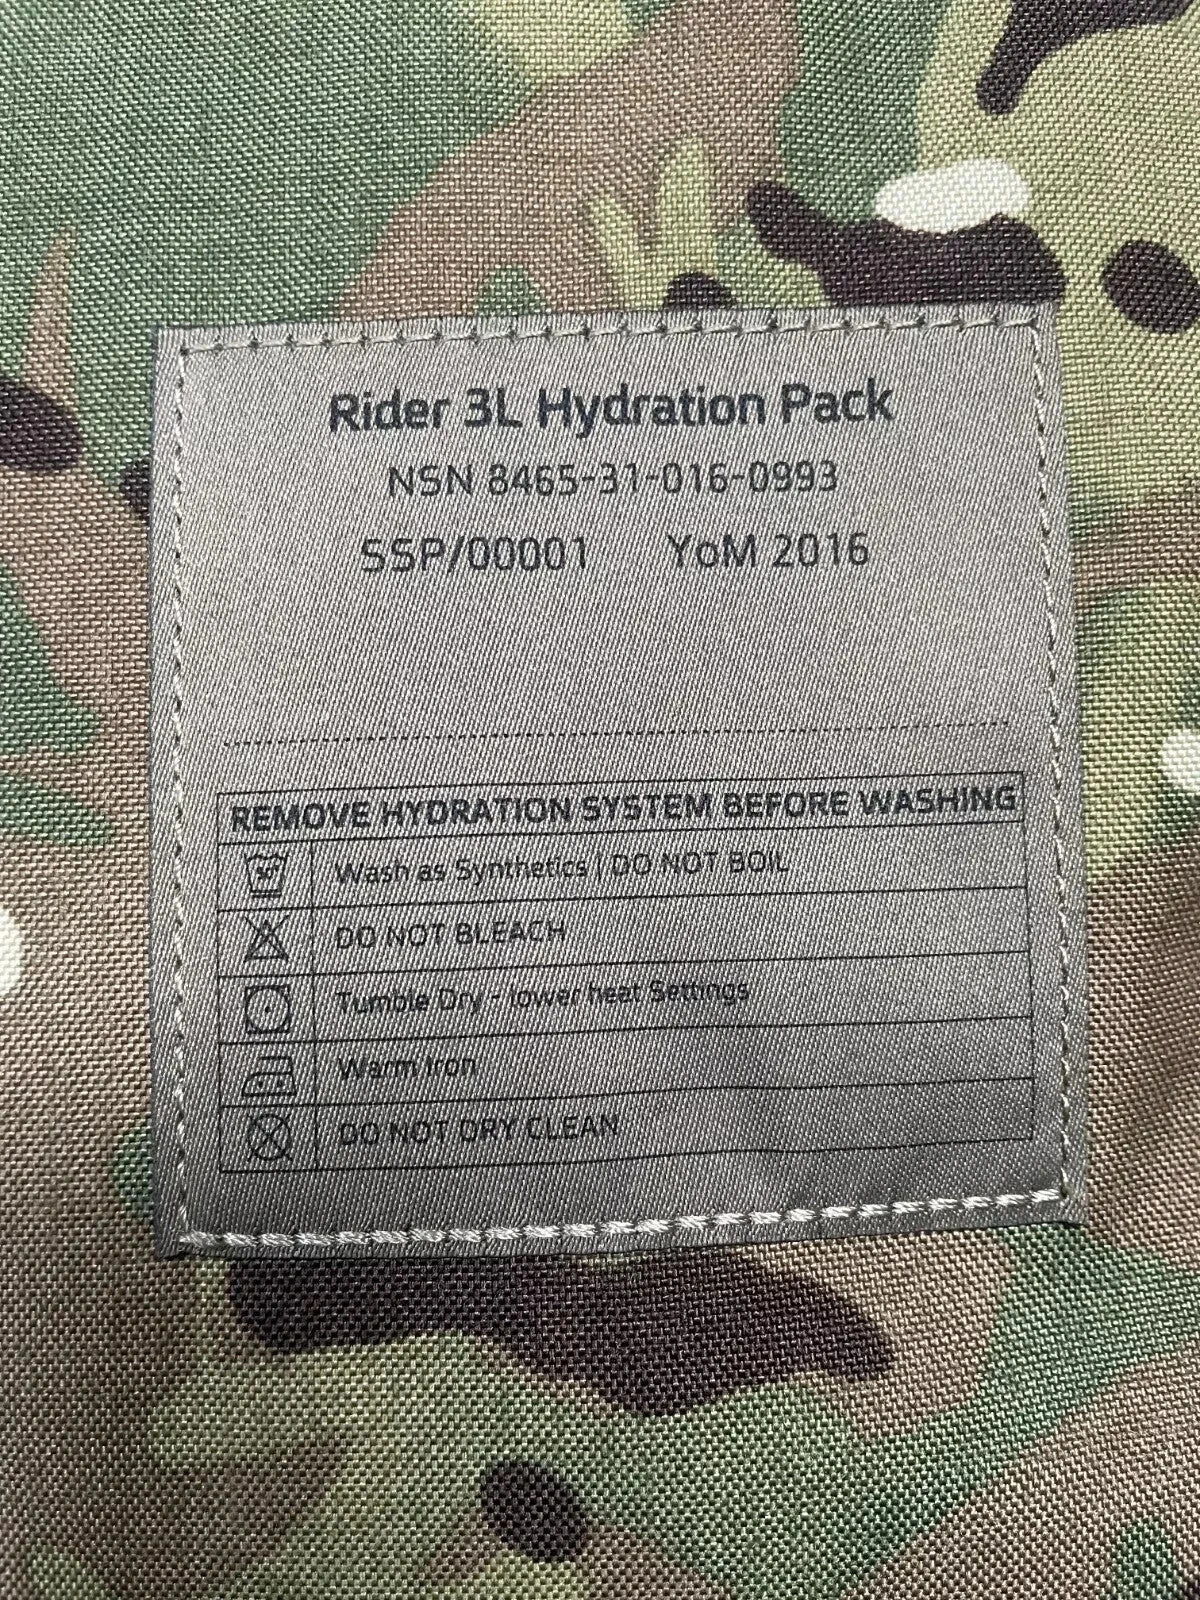 Rider 3L Hydration Pack
NSN 8465-31-016-0993
SSP/00001 YoM 2016
REMOVE HYDRATION SYSTEM BEFORE WASHING
Wash as Synthetics | DO NOT BOIL
DO NOT BLEACH
Tumble Dry - lower heat Settings
Warm Iron
DO NOT DRY CLEAN